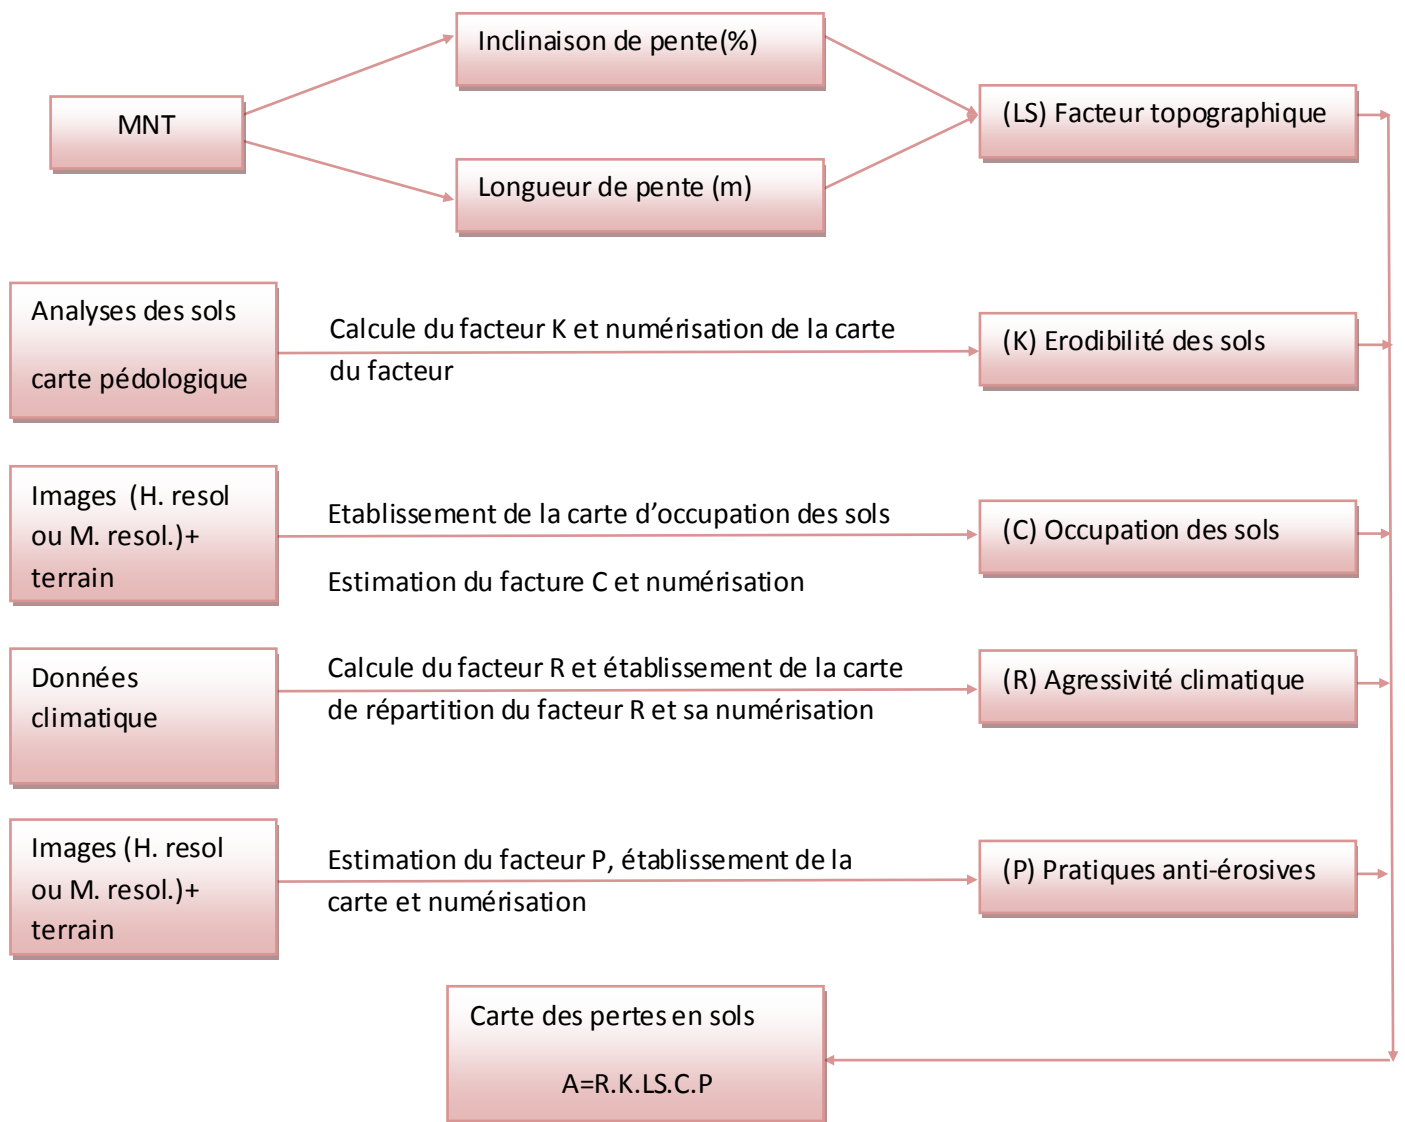 Inclinaison de pente(%)
MNT
(LS) Facteur topographique
Longueur de pente (m)
Analyses des sols
carte pédologique
Calcule du facteur K et numérisation de la carte
du facteur
(K) Erodibilité des sols
Images (H. resol
ou M. resol.)+
terrain
Etablissement de la carte d’occupation des sols
Estimation du facture C et numérisation
(C) Occupation des sols
Données
climatique
Calcule du facteur R et établissement de la carte
de répartition du facteur R et sa numérisation
(R) Agressivité climatique
Images (H. resol
ou M. resol.)+
terrain
Estimation du facteur P, établissement de la
carte et numérisation
(P) Pratiques anti-érosives
Carte des pertes en sols
A=R.K.LS.C.P